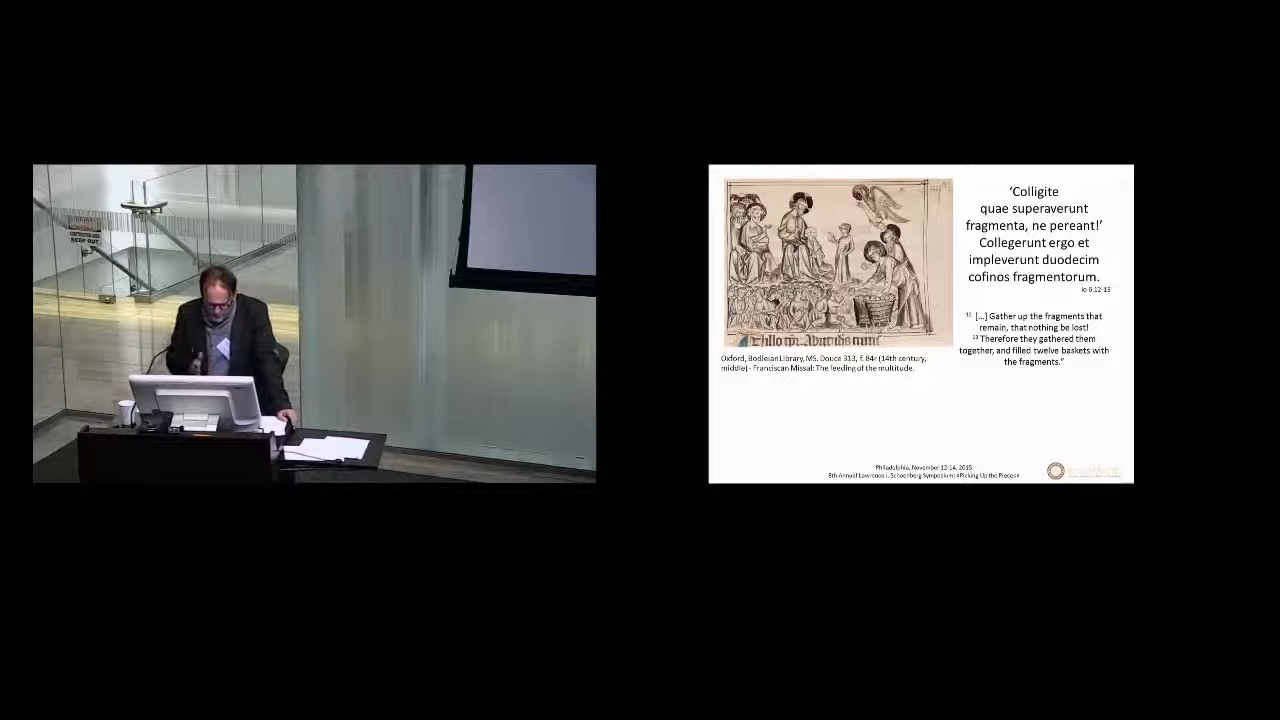 KEEP OUT
'Colligite
quae superaverunt
fragmenta, ne pereant!'
Collegerunt ergo et
impleverunt duodecim
cofinos fragmentorum.
Io 6.12-13
12 [...] Gather up the fragments that
remain, that nothing be lost!
13 Therefore they gathered them
together, and filled twelve baskets with
the fragments."
Oxford, Bodleian Library, MS. Douce 313, f. 84r (14th century,
middle) - Franciscan Missal: The feeding of the multitude.
Philadelphia, November 12-14, 2015
8th Annual Lawrence J. Schoenberg Symposium: »Picking Up the Pieces«